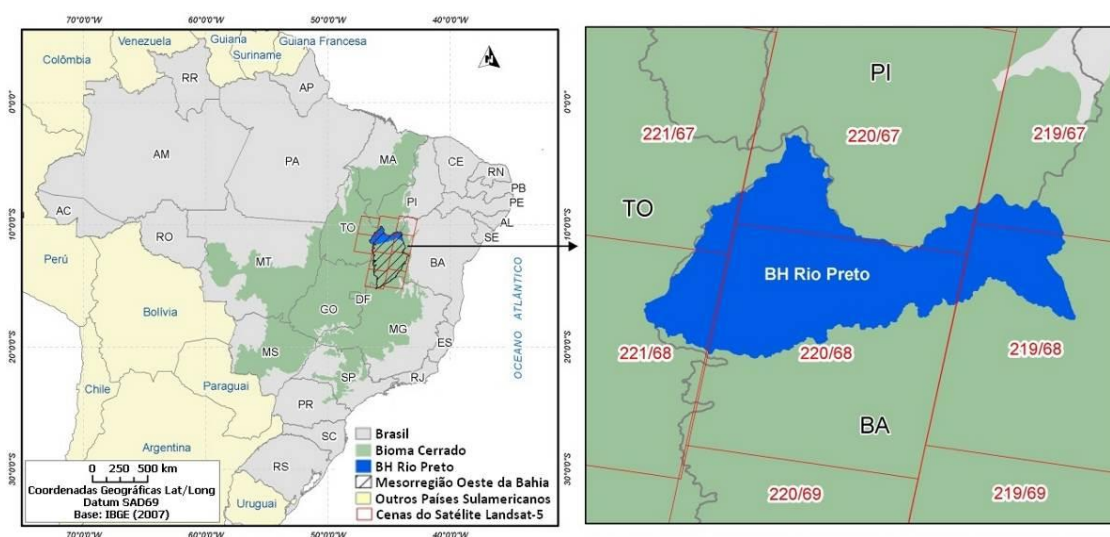 70°0'0"W
60°0'0"W
50°0'0"W
40°0'0"W
Venezuela
Guiana
Guiana Francesa
Suriname
Colômbia
RR
AP
0°0'0"
0°0'0"
AM
PA
MA
CE
RN
PB
PE
AL
SE
PI
AC
TO
10°0'0"S
10°0'0"S
RO
MT
BA
Perú
Bolívia
DF
GO
MG
ES
OCEANO ATLÂNTICO
MS
20°0'0"S
20°0'0"S
SP
RJ
Paraguai
Chile
PR
SC
Argentina
RS
Uruguai
30°0'0"S
30°0'0"S
0 250 500 km
Coordenadas Geográficas Lat/Long
Datum SAD69
Base: IBGE (2007)
Brasil
Bioma Cerrado
BH Rio Preto
Mesorregião Oeste da Bahia
Outros Países Sulamericanos
Cenas do Satélite Landsat-5
70°0'0"W
60°0'0"W
50°0'0"W
40°0'0"W
PI
221/67
220/67
219/67
TO
BH Rio Preto
221/68
220/68
219/68
BA
220/69
219/69